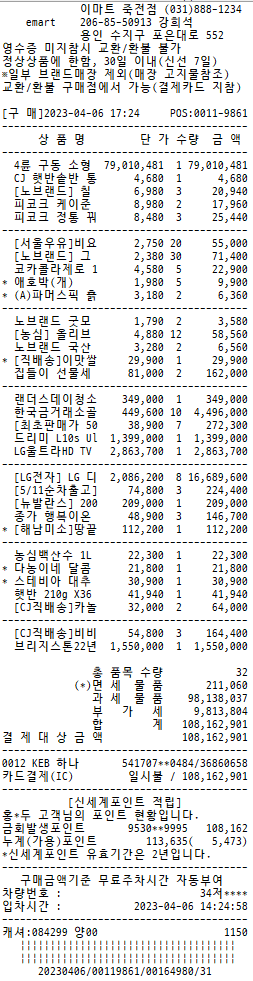 이마트 죽전점 (031)888-1234
emart 206-85-50913 강희석
용인 수지구 포은대로 552
영수증 미지참시 교환/환불 불가
정상상품에 한함, 30일 이내(신선 7일)
※일부 브랜드매장 제외(매장 고지물참조)
교환/환불 구매점에서 가능(결제카드 지참)
[구 매]2023-04-06 17:24 POS:0011-9861
상 품 명 단 가 수량 금 액
4륜 구동 소형 79,010,481 1 79,010,481
CJ 햇반솥반 통 4,680 1 4,680
[노브랜드] 칠 6,980 3 20,940
피코크 케이준 8,980 2 17,960
피코크 정통 꿔 8,480 3 25,440
[서울우유]비요 2,750 20 55,000
[노브랜드] 그 2,380 30 71,400
코카콜라제로 1 4,580 5 22,900
* 애호박(개) 1,980 5 9,900
* (A)파머스픽 흙 3,180 2 6,360
노브랜드 굿모 1,790 2 3,580
[농심] 올리브 4,880 12 58,560
노브랜드 국산 3,280 2 6,560
* [직배송]이맛쌀 29,900 1 29,900
집들이 선물세 81,000 2 162,000
랜더스데이청소 349,000 1 349,000
한국금거래소골 449,600 10 4,496,000
[최초판매가 50 38,900 7 272,300
드리미 L10s Ul 1,399,000 1 1,399,000
LG울트라HD TV 2,863,700 1 2,863,700
[LG전자] LG 디 2,086,200 8 16,689,600
[5/11순차출고] 74,800 3 224,400
[뉴발란스] 200 209,000 1 209,000
종가 행복이온 48,900 3 146,700
* [해남미소]땅끝 112,200 1 112,200
농심백산수 1L 22,300 1 22,300
* 다농이네 달콤 21,800 1 21,800
* 스테비아 대추 30,900 1 30,900
햇반 210g X36 41,940 1 41,940
[CJ직배송]카놀 32,000 2 64,000
[CJ직배송]비비 54,800 3 164,400
브리지스톤22년 1,550,000 1 1,550,000
총 품목 수량 32
(*)면 세 물 품 211,060
과 세 물 품 98,138,037
부 가 세 9,813,804
합 계 108,162,901
결 제 대 상 금 액 108,162,901
0012 KEB 하나 541707**0484/36860658
카드결제(IC) 일시불 / 108,162,901
[신세계포인트 적립]
홍*두 고객님의 포인트 현황입니다.
금회발생포인트 9530**9995 108,162
누계(가용)포인트 113,635( 5,473)
*신세계포인트 유효기간은 2년입니다.
구매금액기준 무료주차시간 자동부여
차량번호 : 34저****
입차시간 : 2023-04-06 14:24:58
캐셔:084299 양00 1150
20230406/00119861/00164980/31